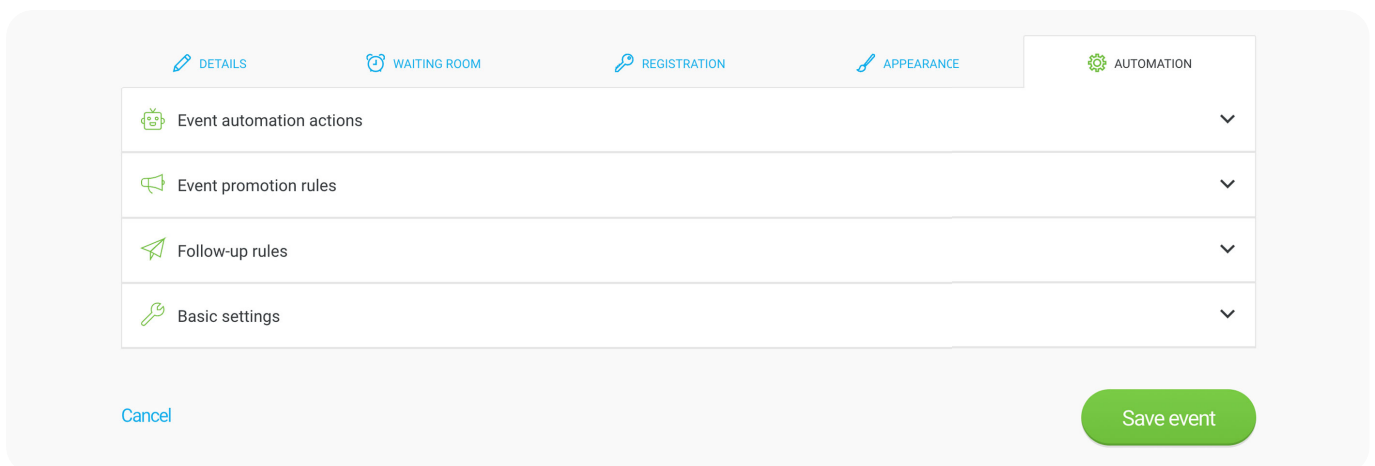 DETAILS
WAITING ROOM
REGISTRATION
APPEARANCE
AUTOMATION
Event automation actions
Event promotion rules
Follow-up rules
Basic settings
Cancel
Save event